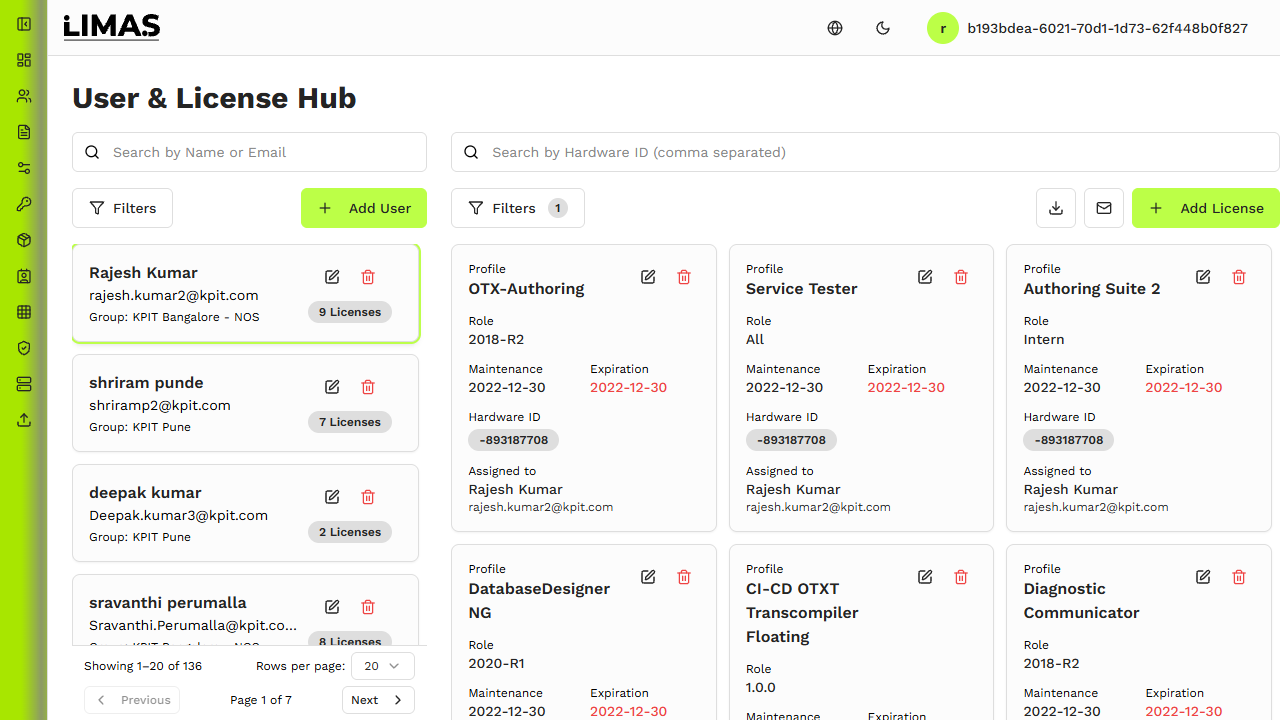 LIMAS
r
b193bdea-6021-70d1-1d73-62f448b0f827
User & License Hub
Search by Name or Email
Search by Hardware ID (comma separated)
Filters
Add User
Filters 1
Add License
Rajesh Kumar
rajesh.kumar2@kpit.com
Group: KPIT Bangalore - NOS
9 Licenses
shriram punde
shriramp2@kpit.com
Group: KPIT Pune
7 Licenses
deepak kumar
Deepak.kumar3@kpit.com
Group: KPIT Pune
2 Licenses
sravanthi perumalla
Sravanthi.Perumalla@kpit.co...
8 Licenses
Showing 1–20 of 136
Rows per page: 20
Previous
Page 1 of 7
Next
Profile
OTX-Authoring
Role
2018-R2
Maintenance Expiration
2022-12-30 2022-12-30
Hardware ID
-893187708
Assigned to
Rajesh Kumar
rajesh.kumar2@kpit.com
Profile
Service Tester
Role
All
Maintenance Expiration
2022-12-30 2022-12-30
Hardware ID
-893187708
Assigned to
Rajesh Kumar
rajesh.kumar2@kpit.com
Profile
Authoring Suite 2
Role
Intern
Maintenance Expiration
2022-12-30 2022-12-30
Hardware ID
-893187708
Assigned to
Rajesh Kumar
rajesh.kumar2@kpit.com
Profile
DatabaseDesigner
NG
Role
2020-R1
Maintenance Expiration
2022-12-30 2022-12-30
Profile
CI-CD OTXT
Transcompiler
Floating
Role
1.0.0
Maintenance Expiration
Profile
Diagnostic
Communicator
Role
2018-R2
Maintenance Expiration
2022-12-30 2022-12-30